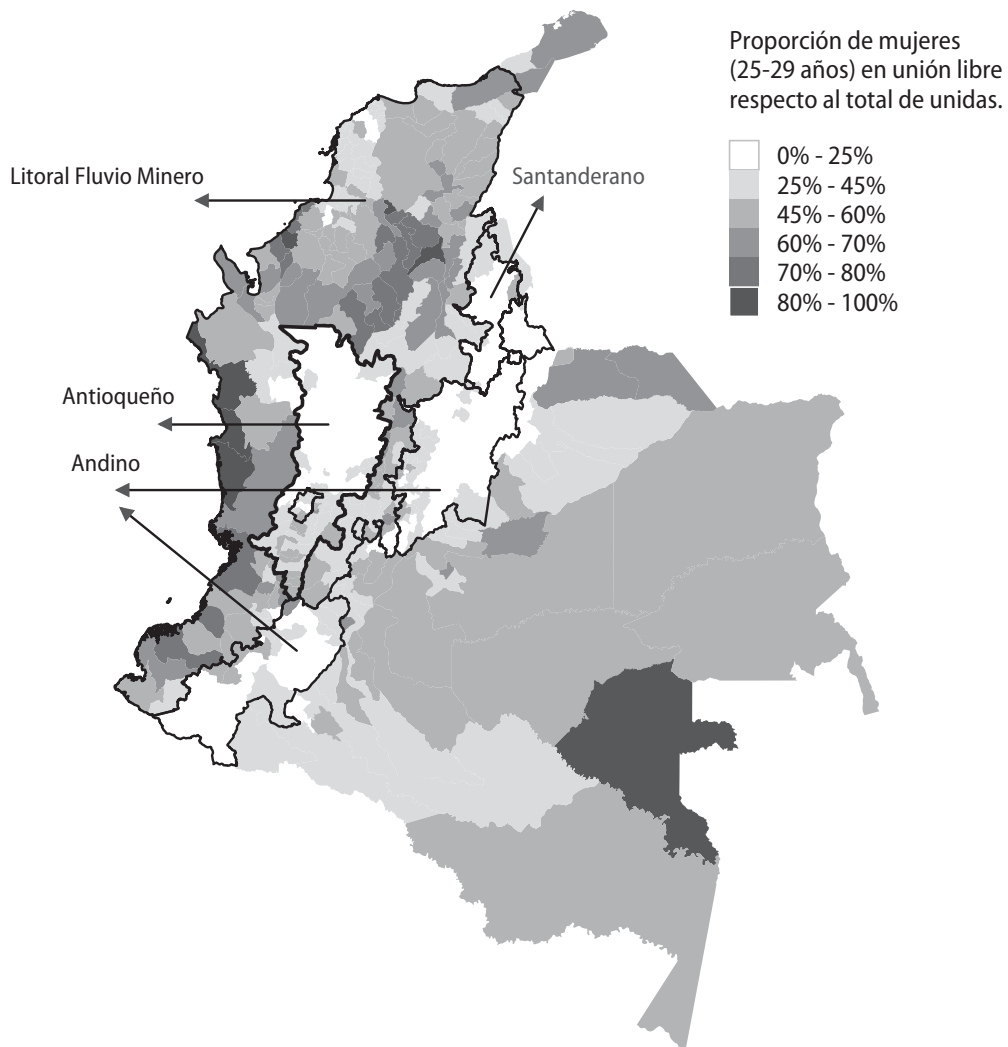 Proporción de mujeres
(25-29 años) en unión libre
respecto al total de unidas.
0% - 25%
25% - 45%
45% - 60%
60% - 70%
70% - 80%
80% - 100%
Litoral Fluvio Minero
Santanderano
Antioqueño
Andino